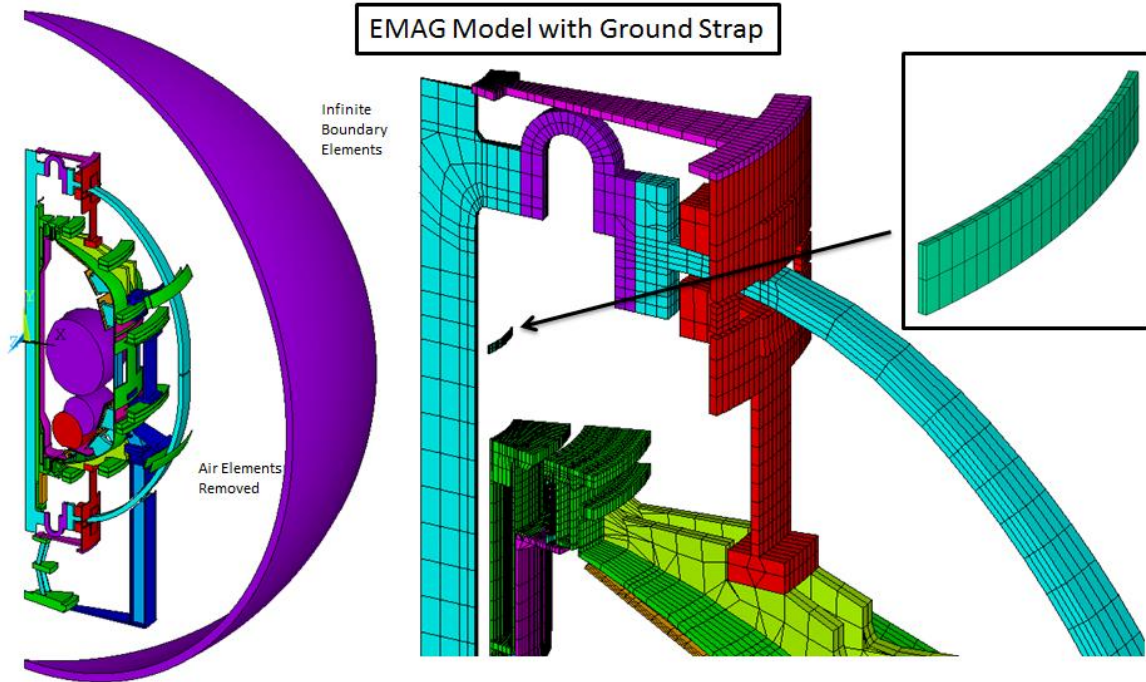 EMAG Model with Ground Strap
Infinite
Boundary
Elements
Air Elements
Removed
Y
Z
X